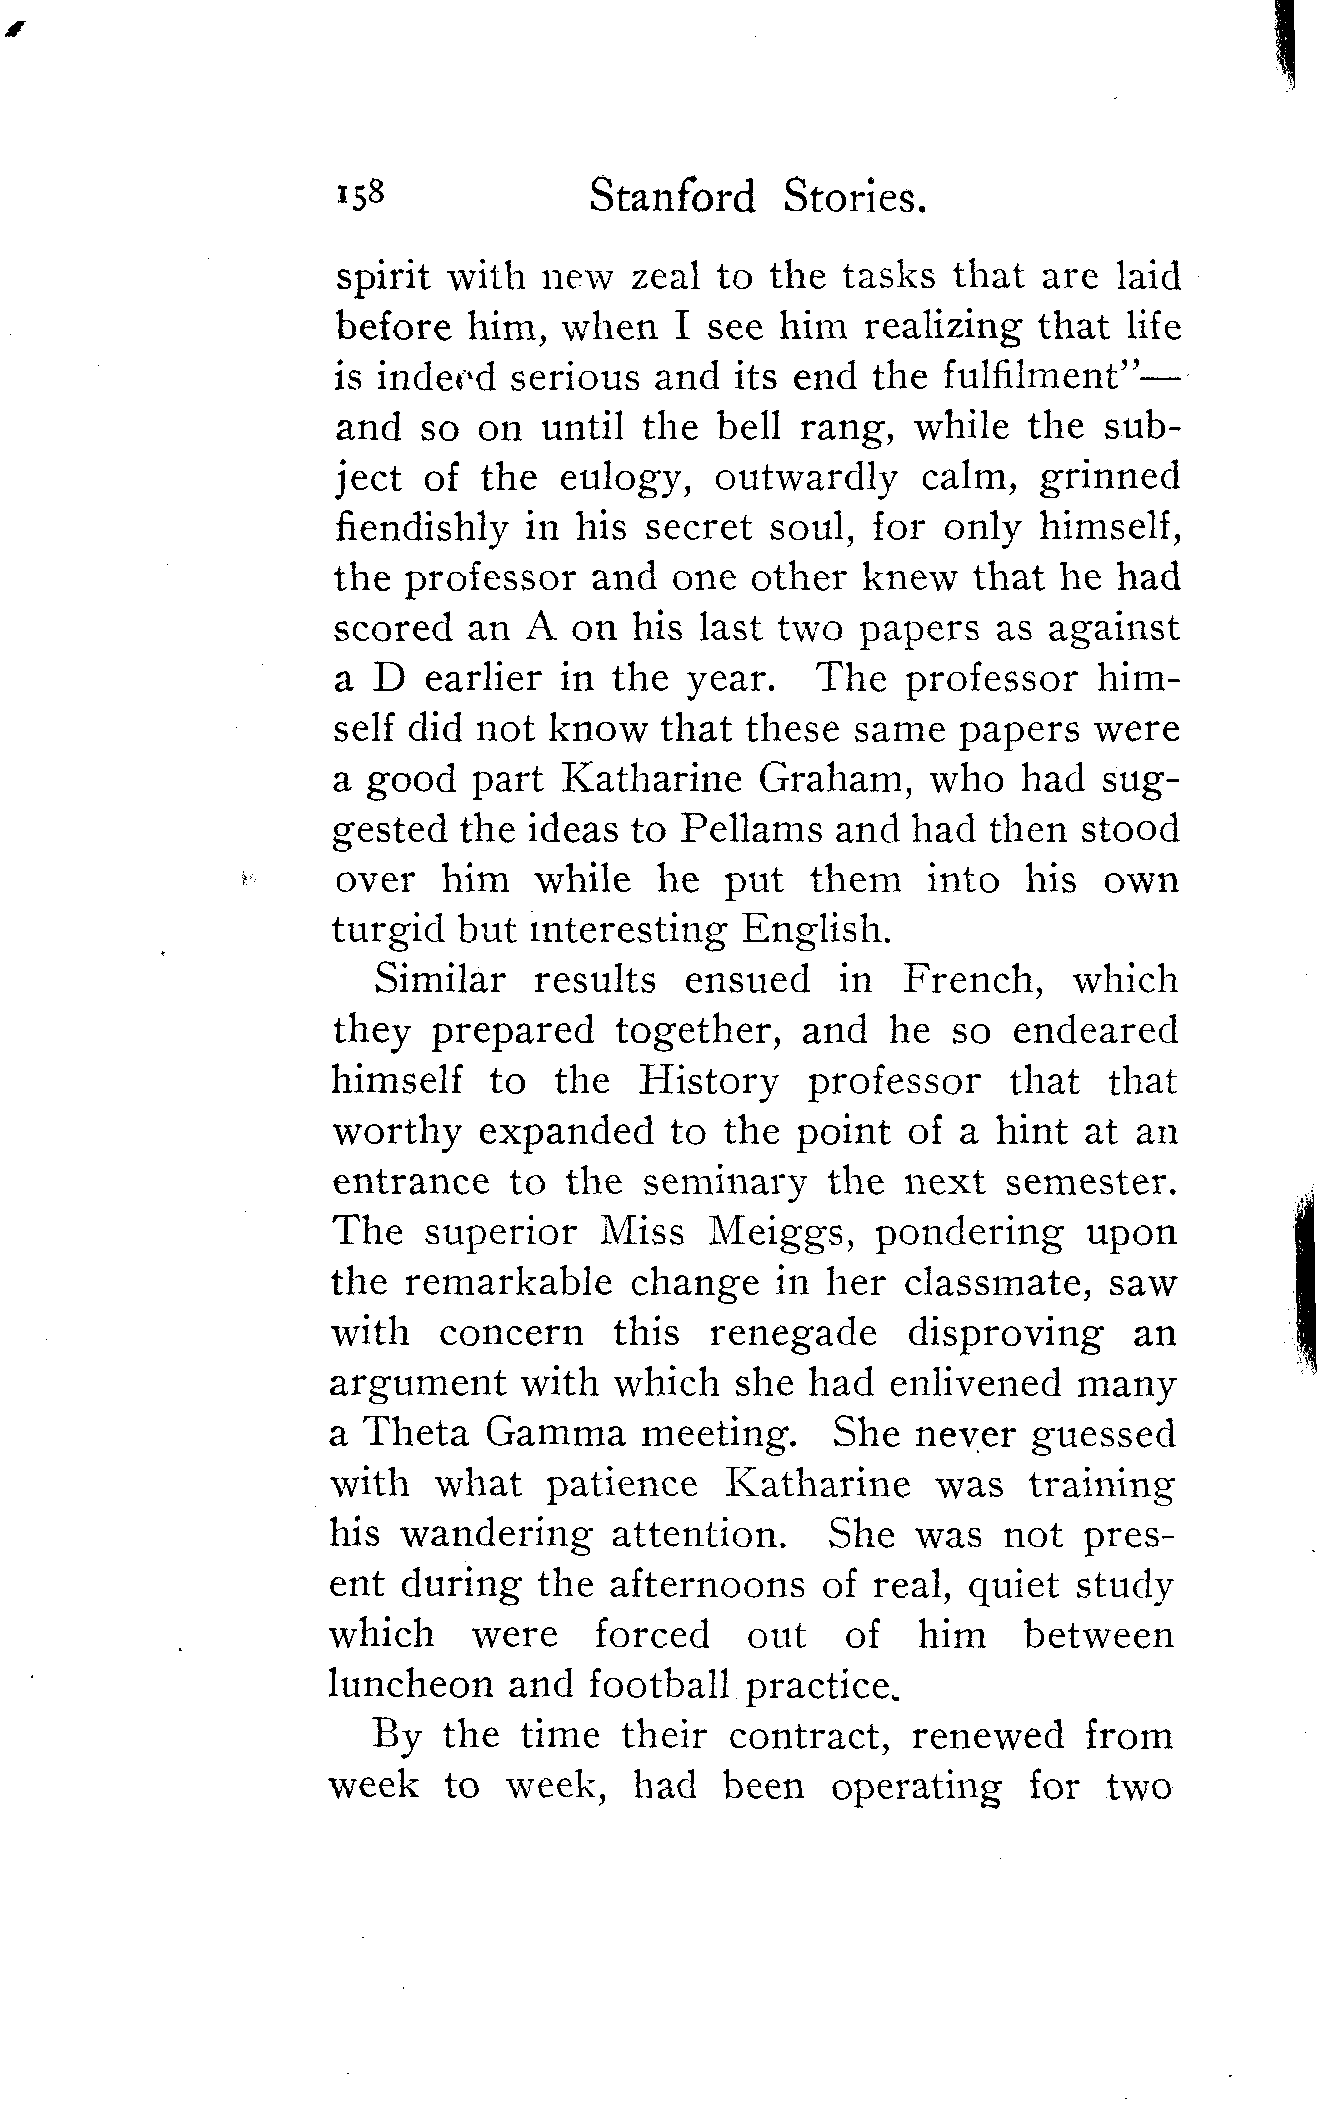 158 Stanford Stories.
spirit with new zeal to the tasks that are laid
before him, when I see him realizing that life
is indeed serious and its end the fulfilment"—
and so on until the bell rang, while the sub-
ject of the eulogy, outwardly calm, grinned
fiendishly in his secret soul, for only himself,
the professor and one other knew that he had
scored an A on his last two papers as against
a D earlier in the year. The professor him-
self did not know that these same papers were
a good part Katharine Graham, who had sug-
gested the ideas to Pellams and had then stood
over him while he put them into his own
turgid but interesting English.
Similar results ensued in French, which
they prepared together, and he so endeared
himself to the History professor that that
worthy expanded to the point of a hint at an
entrance to the seminary the next semester.
The superior Miss Meiggs, pondering upon
the remarkable change in her classmate, saw
with concern this renegade disproving an
argument with which she had enlivened many
a Theta Gamma meeting. She never guessed
with what patience Katharine was training
his wandering attention. She was not pres-
ent during the afternoons of real, quiet study
which were forced out of him between
luncheon and football practice.
By the time their contract, renewed from
week to week, had been operating for two